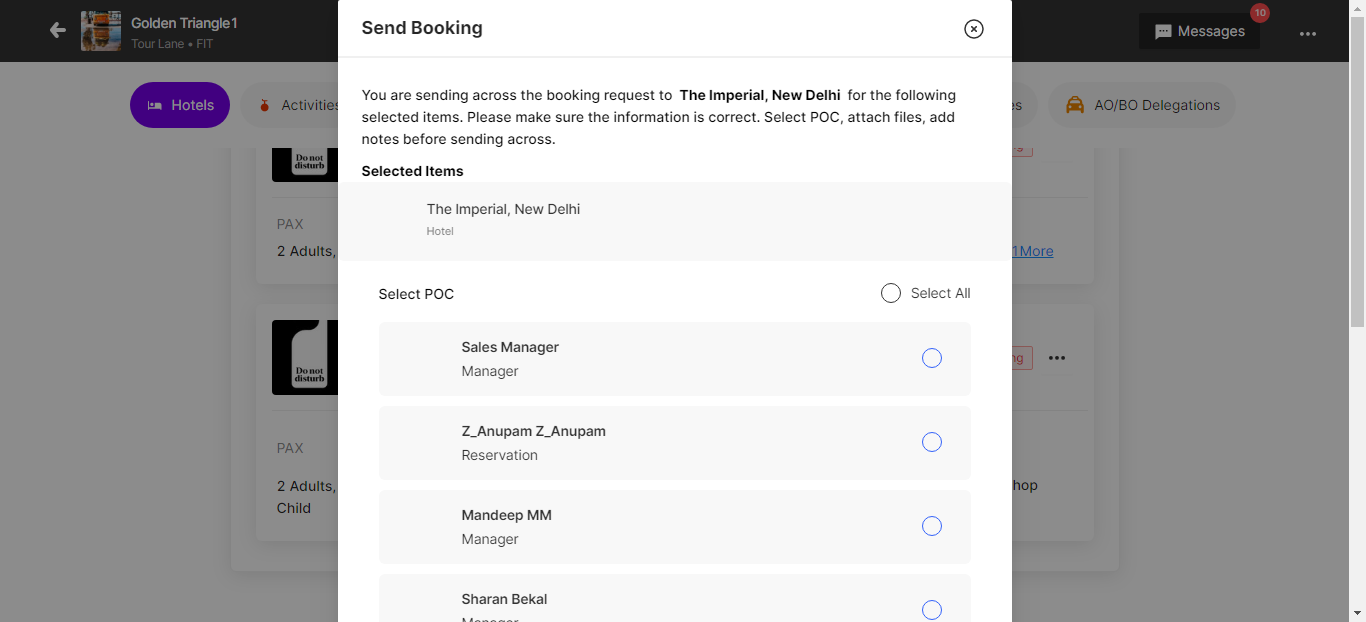 Golden Triangle1
Tour Lane • FIT
Messages
10
Hotels
Activities
es
AO/BO Delegations
Send Booking
You are sending across the booking request to The Imperial, New Delhi for the following
selected items. Please make sure the information is correct. Select POC, attach files, add
notes before sending across.
Selected Items
The Imperial, New Delhi
Hotel
Select POC
Select All
Sales Manager
Manager
Z_Anupam Z_Anupam
Reservation
Mandeep MM
Manager
Sharan Bekal
Manager
Do not
disturb
PAX
2 Adults,
1More
Do not
disturb
ng
PAX
2 Adults,
Child
hop